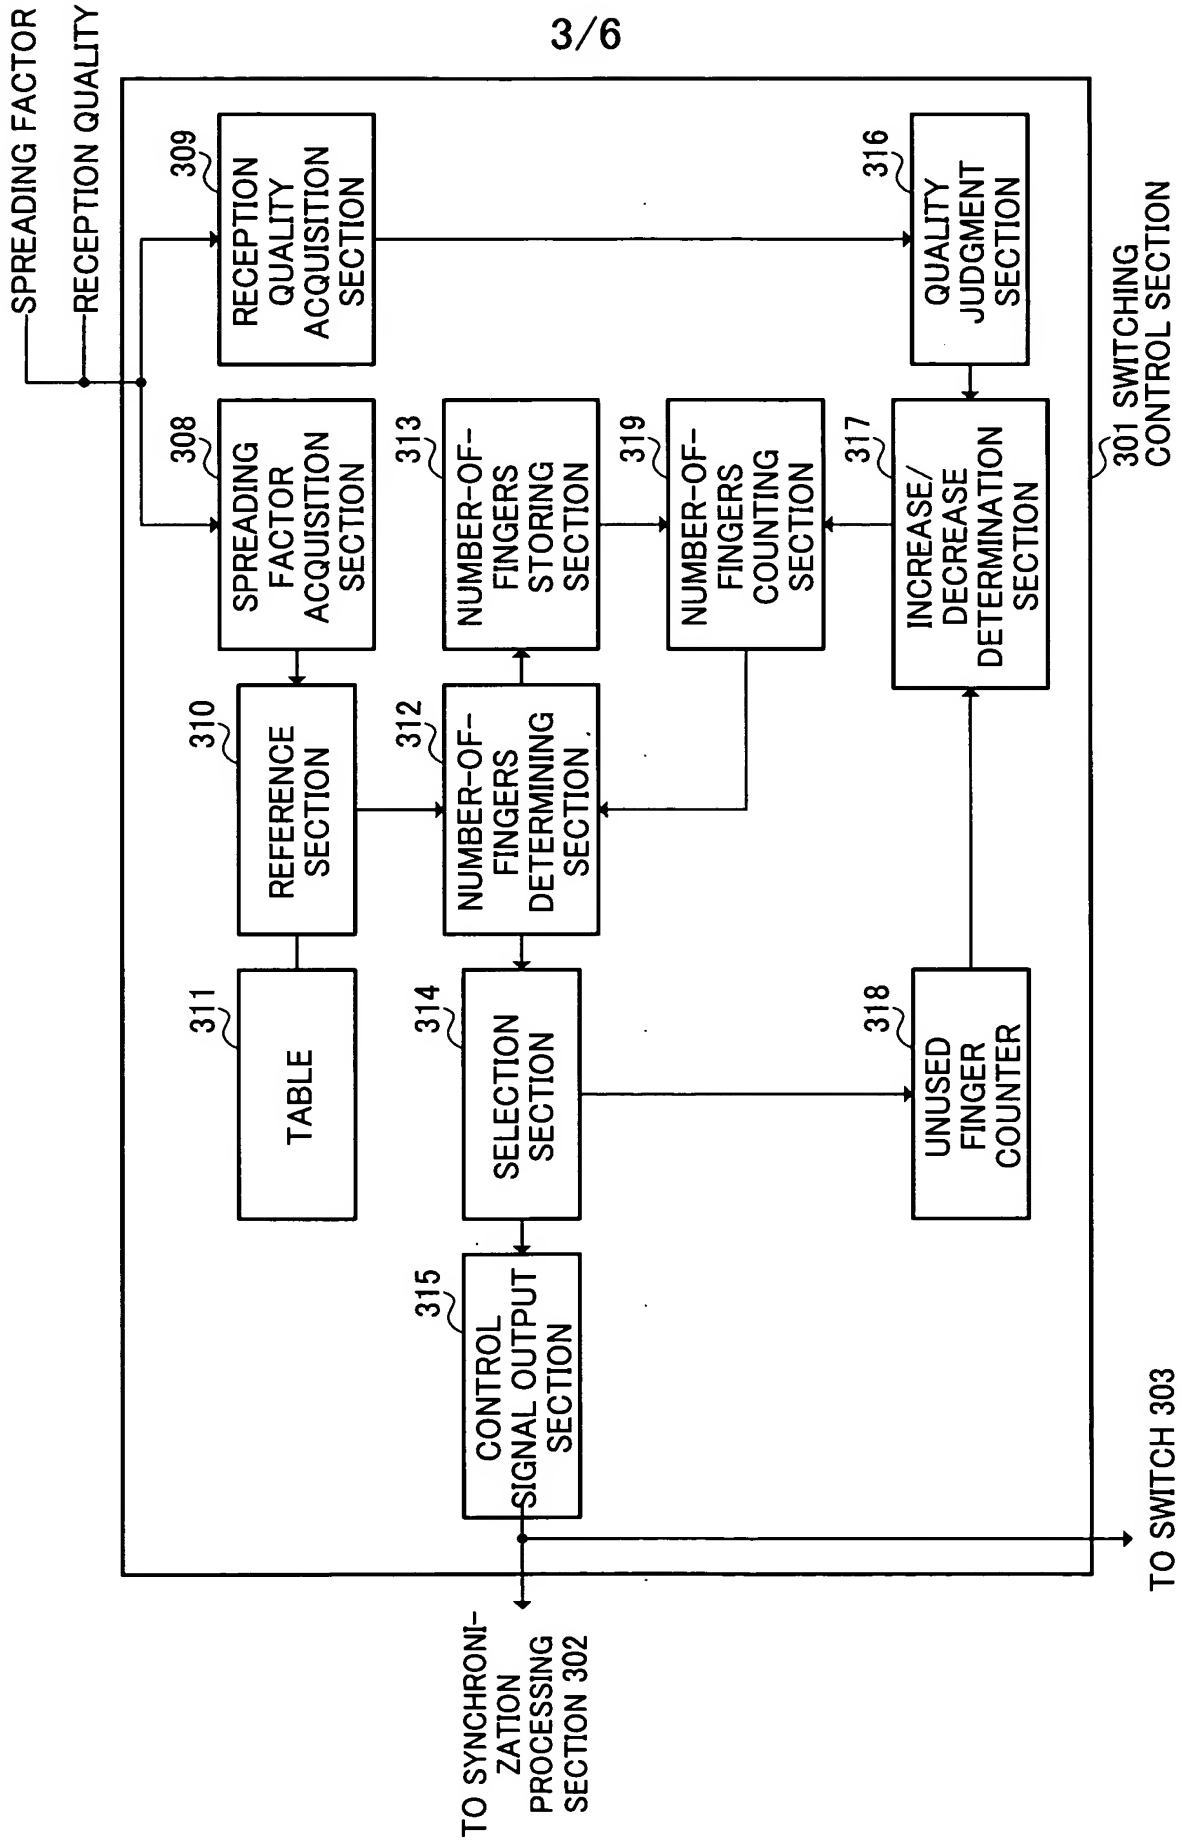 3/6
SPREADING FACTOR
RECEPTION QUALITY
309
RECEPTION
QUALITY
ACQUISITION
SECTION
316
QUALITY
JUDGMENT
SECTION
301 SWITCHING
CONTROL SECTION
308
SPREADING
FACTOR
ACQUISITION
SECTION
313
NUMBER-OF-
FINGERS
STORING
SECTION
319
NUMBER-OF-
FINGERS
COUNTING
SECTION
317
INCREASE/
DECREASE
DETERMINATION
SECTION
310
REFERENCE
SECTION
312
NUMBER-OF-
FINGERS
DETERMINING
SECTION
311
TABLE
314
SELECTION
SECTION
318
UNUSED
FINGER
COUNTER
315
CONTROL
SIGNAL OUTPUT
SECTION
TO SYNCHRONI-
ZATION
PROCESSING
SECTION 302
TO SWITCH 303